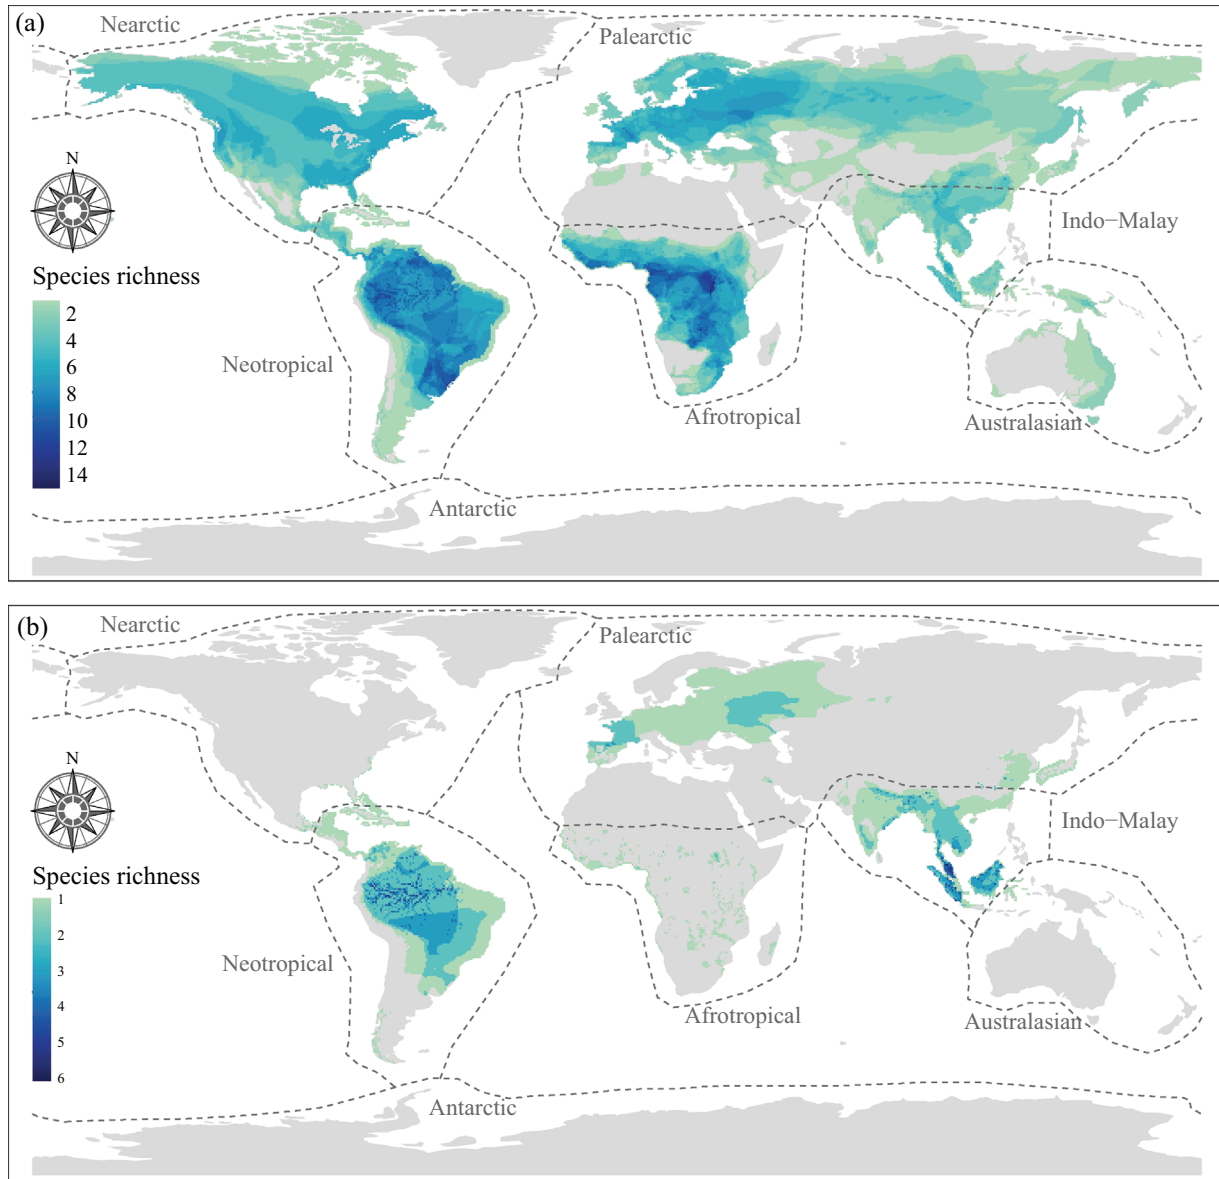 (a)
Nearctic
Palearctic
N
Indo−Malay
Species richness
2
4
6
8
10
12
14
Neotropical
Afrotropical
Australasian
Antarctic
(b)
Nearctic
Palearctic
N
Indo−Malay
Species richness
1
2
3
4
5
6
Neotropical
Afrotropical
Australasian
Antarctic